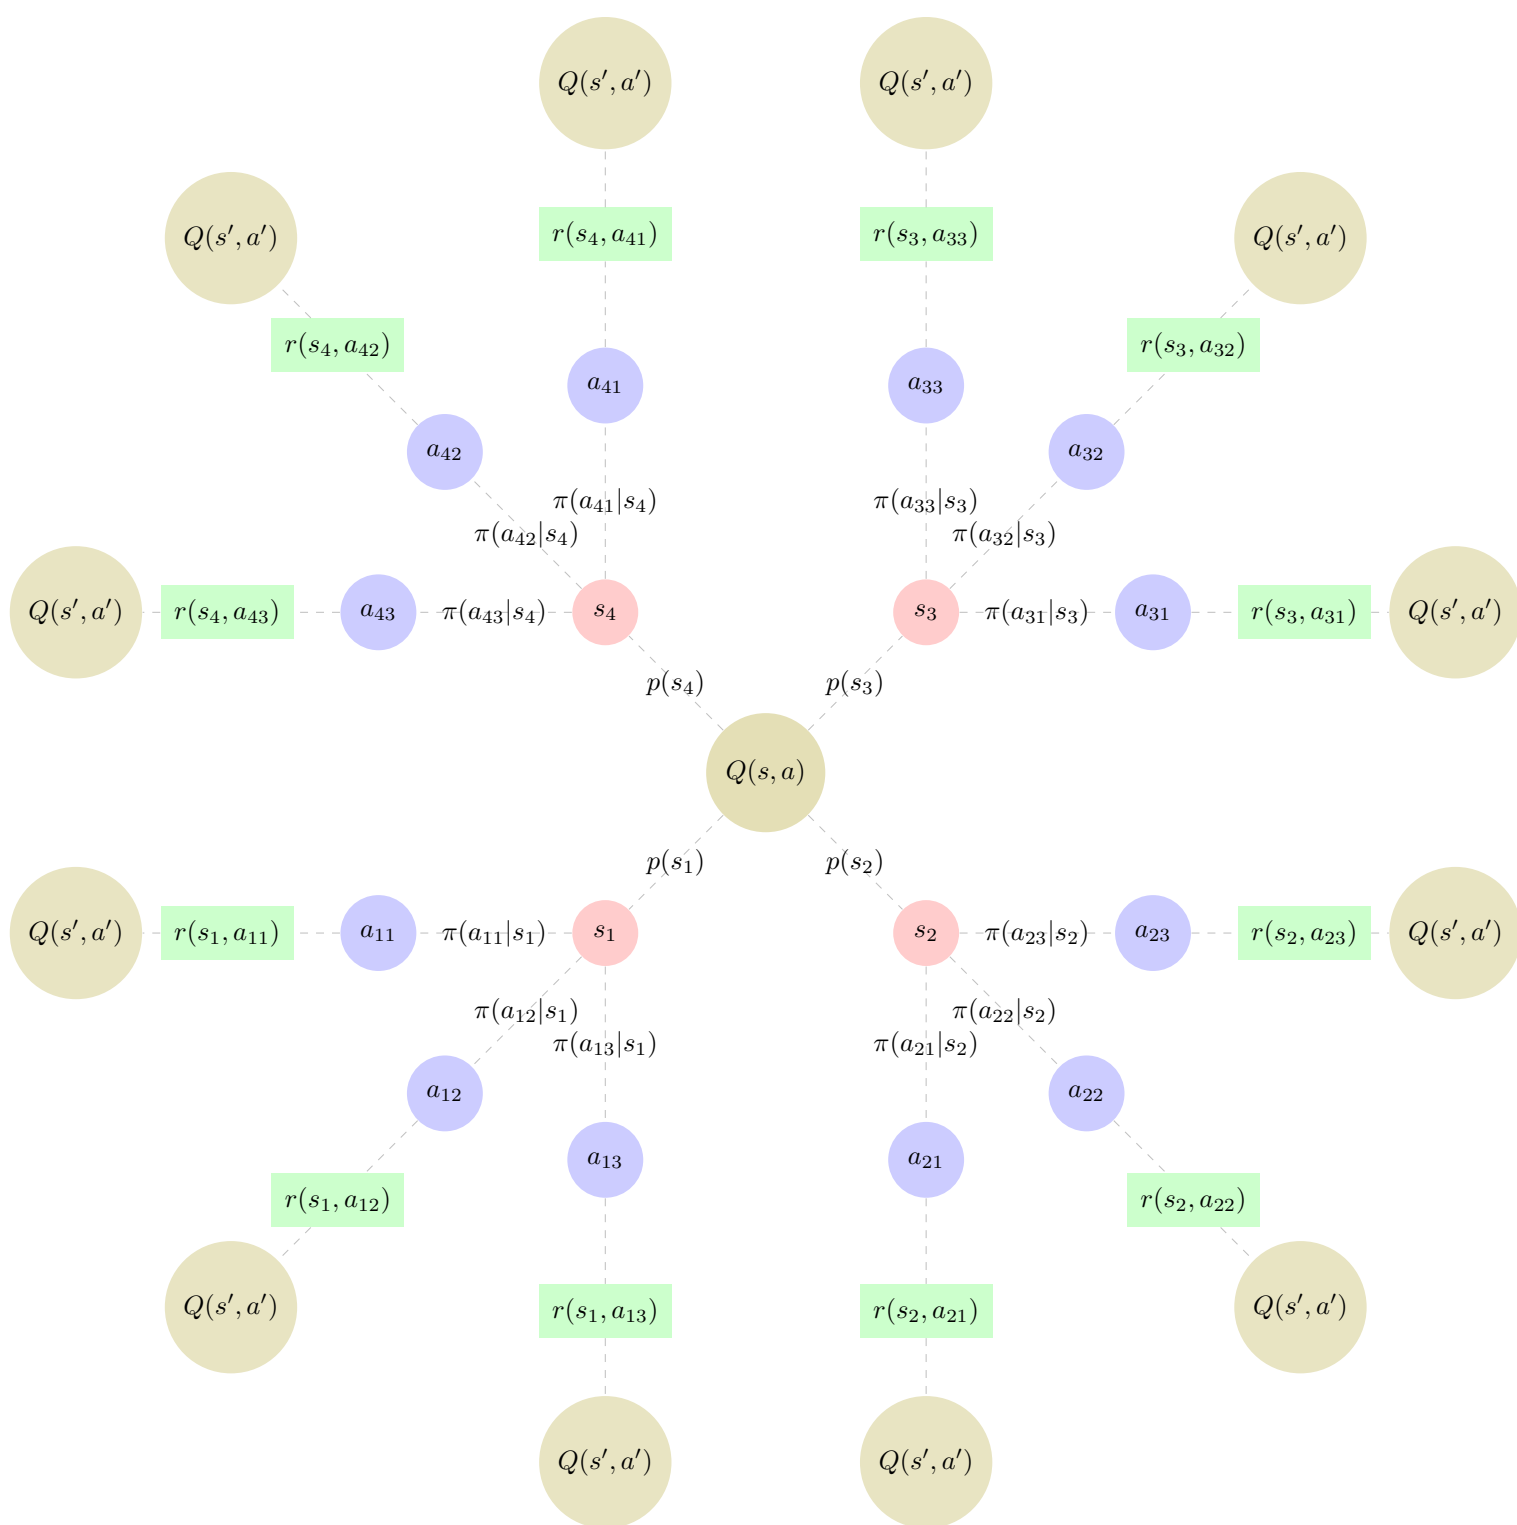 Q(s′, a′) Q(s′, a′)
Q(s′, a′) r(s₄, a₄₁) r(s₃, a₃₃) Q(s′, a′)
r(s₄, a₄₂) r(s₃, a₃₂)
a₄₁ a₃₃
a₄₂ a₃₂
π(a₄₁|s₄) π(a₃₃|s₃)
π(a₄₂|s₄) π(a₃₂|s₃)
Q(s′, a′) r(s₄, a₄₃) a₄₃ π(a₄₃|s₄) s₄ s₃ π(a₃₁|s₃) a₃₁ r(s₃, a₃₁) Q(s′, a′)
p(s₄) p(s₃)
Q(s, a)
p(s₁) p(s₂)
Q(s′, a′) r(s₁, a₁₁) a₁₁ π(a₁₁|s₁) s₁ s₂ π(a₂₃|s₂) a₂₃ r(s₂, a₂₃) Q(s′, a′)
π(a₁₂|s₁) π(a₂₂|s₂)
π(a₁₃|s₁) π(a₂₁|s₂)
a₁₂ a₂₂
a₁₃ a₂₁
r(s₁, a₁₂) r(s₂, a₂₂)
Q(s′, a′) r(s₁, a₁₃) r(s₂, a₂₁) Q(s′, a′)
Q(s′, a′) Q(s′, a′)